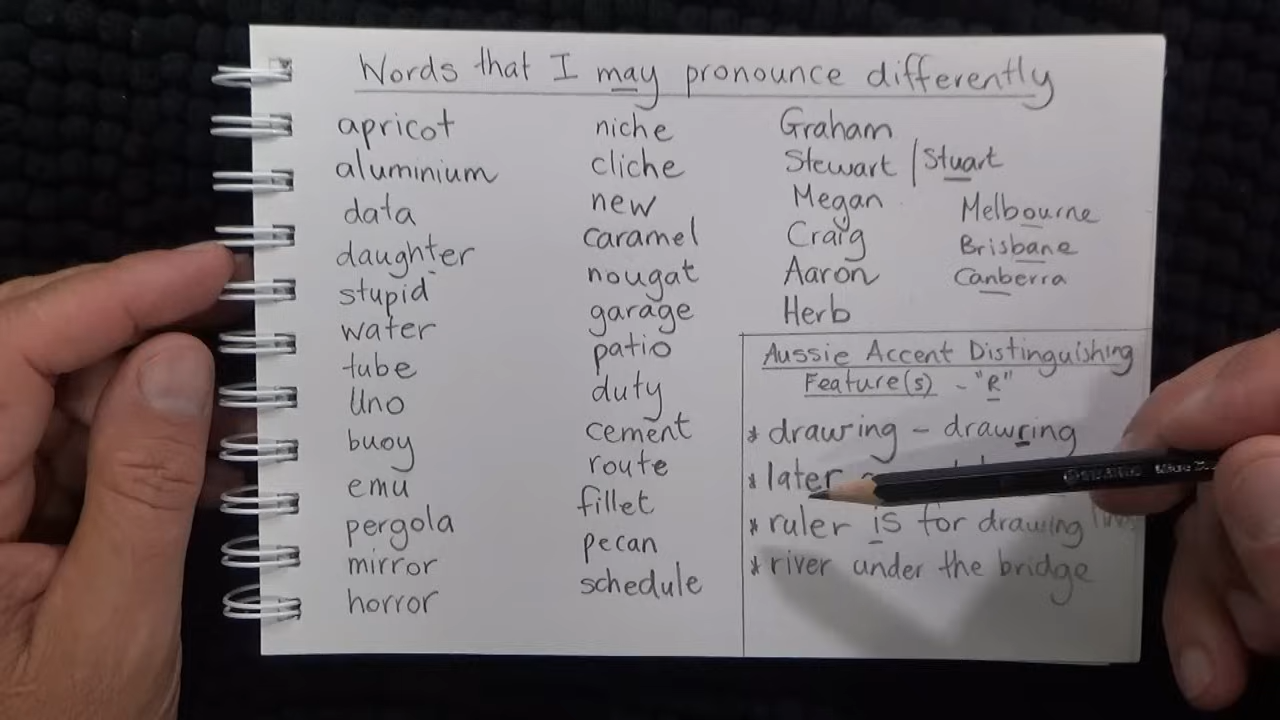 Words that I may pronounce differently
apricot
aluminium
data
daughter
stupid
water
tube
Uno
buoy
emu
pergola
mirror
horror
niche
cliche
new
caramel
nougat
garage
patio
duty
cement
route
fillet
pecan
schedule
Graham
Stewart / Stuart
Megan
Craig
Aaron
Herb
Melbourne
Brisbane
Canberra
Aussie Accent Distinguishing
Feature(s) - "R"
* drawing - drawring
* later
* ruler is for drawing
* river under the bridge